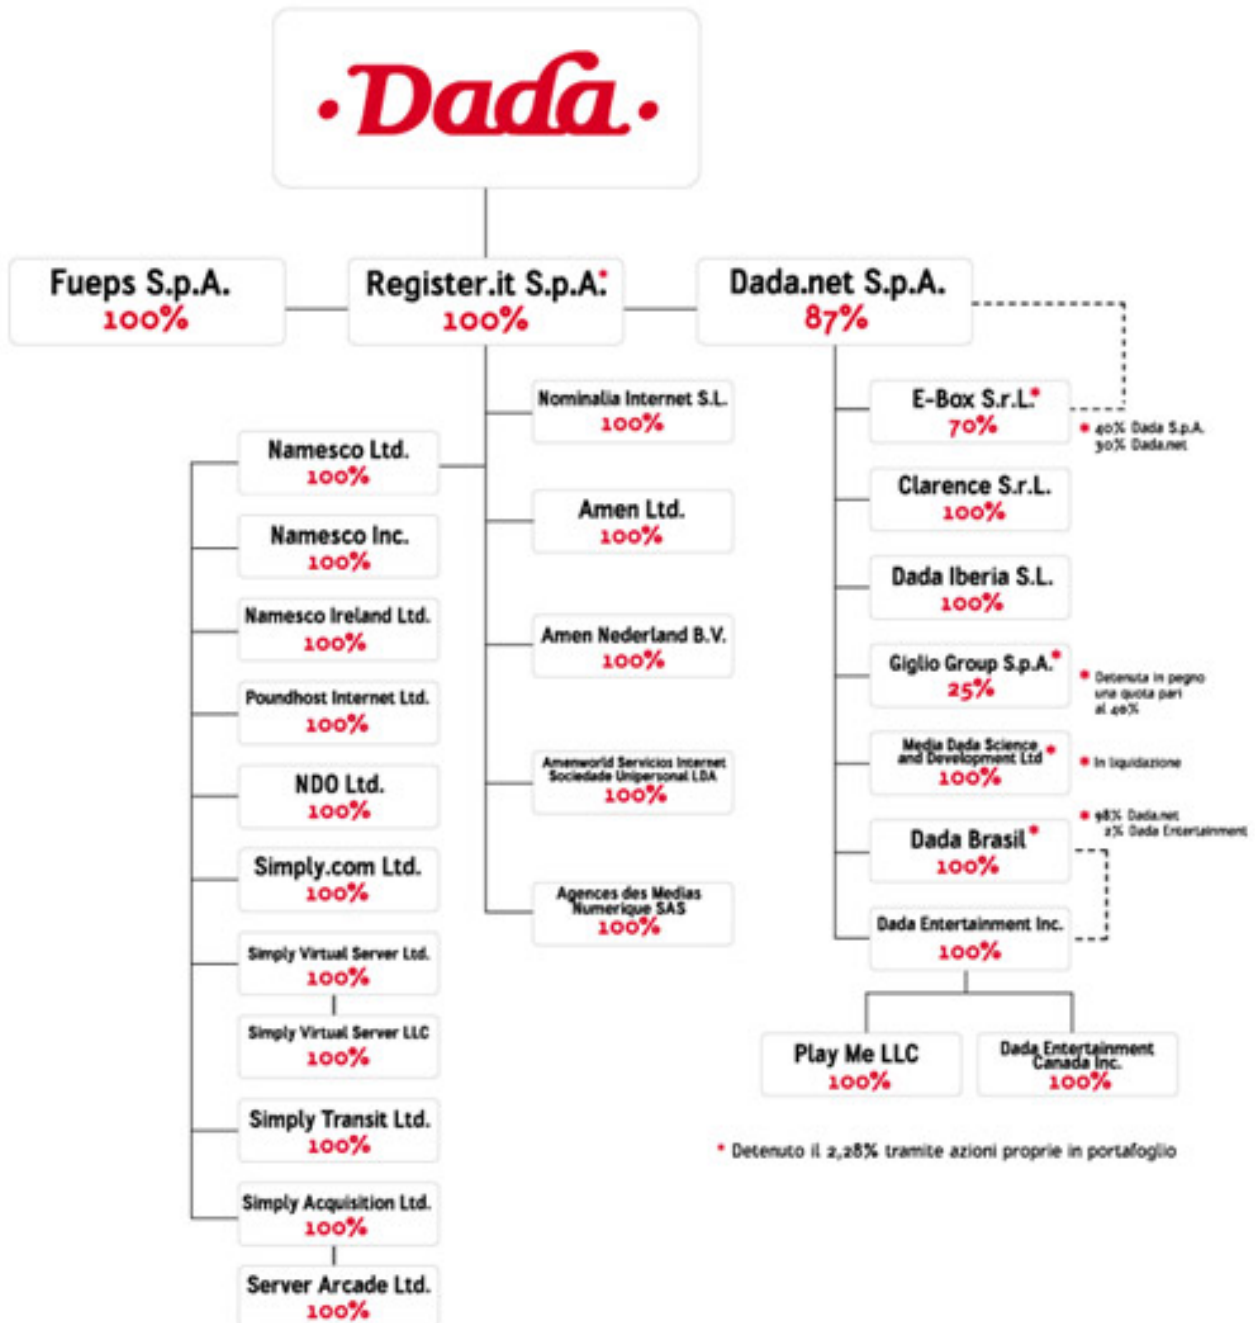 Dada
Fueps S.p.A.
100%
Register.it S.p.A.*
100%
Dada.net S.p.A.
87%
Namesco Ltd.
100%
Namesco Inc.
100%
Namesco Ireland Ltd.
100%
Poundhost Internet Ltd.
100%
NDO Ltd.
100%
Simply.com Ltd.
100%
Simply Virtual Server Ltd.
100%
Simply Virtual Server LLC
100%
Simply Transit Ltd.
100%
Simply Acquisition Ltd.
100%
Server Arcade Ltd.
100%
Nominalia Internet S.L.
100%
Amen Ltd.
100%
Amen Nederland B.V.
100%
Amenworld Servicios Internet
Sociedade Unipersonal LDA
100%
Agences des Medias
Numerique SAS
100%
E-Box S.r.L.*
70%
* 40% Dada S.p.A.
30% Dada.net
Clarence S.r.L.
100%
Dada Iberia S.L.
100%
Giglio Group S.p.A.*
25%
* Detenuta in pegno
una quota pari
al 40%
Media Dada Science
and Development Ltd *
100%
* In liquidazione
Dada Brasil *
100%
* 98% Dada.net
2% Dada Entertainment
Dada Entertainment Inc.
100%
Play Me LLC
100%
Dada Entertainment
Canada Inc.
100%
* Detenuto il 2,28% tramite azioni proprie in portafoglio